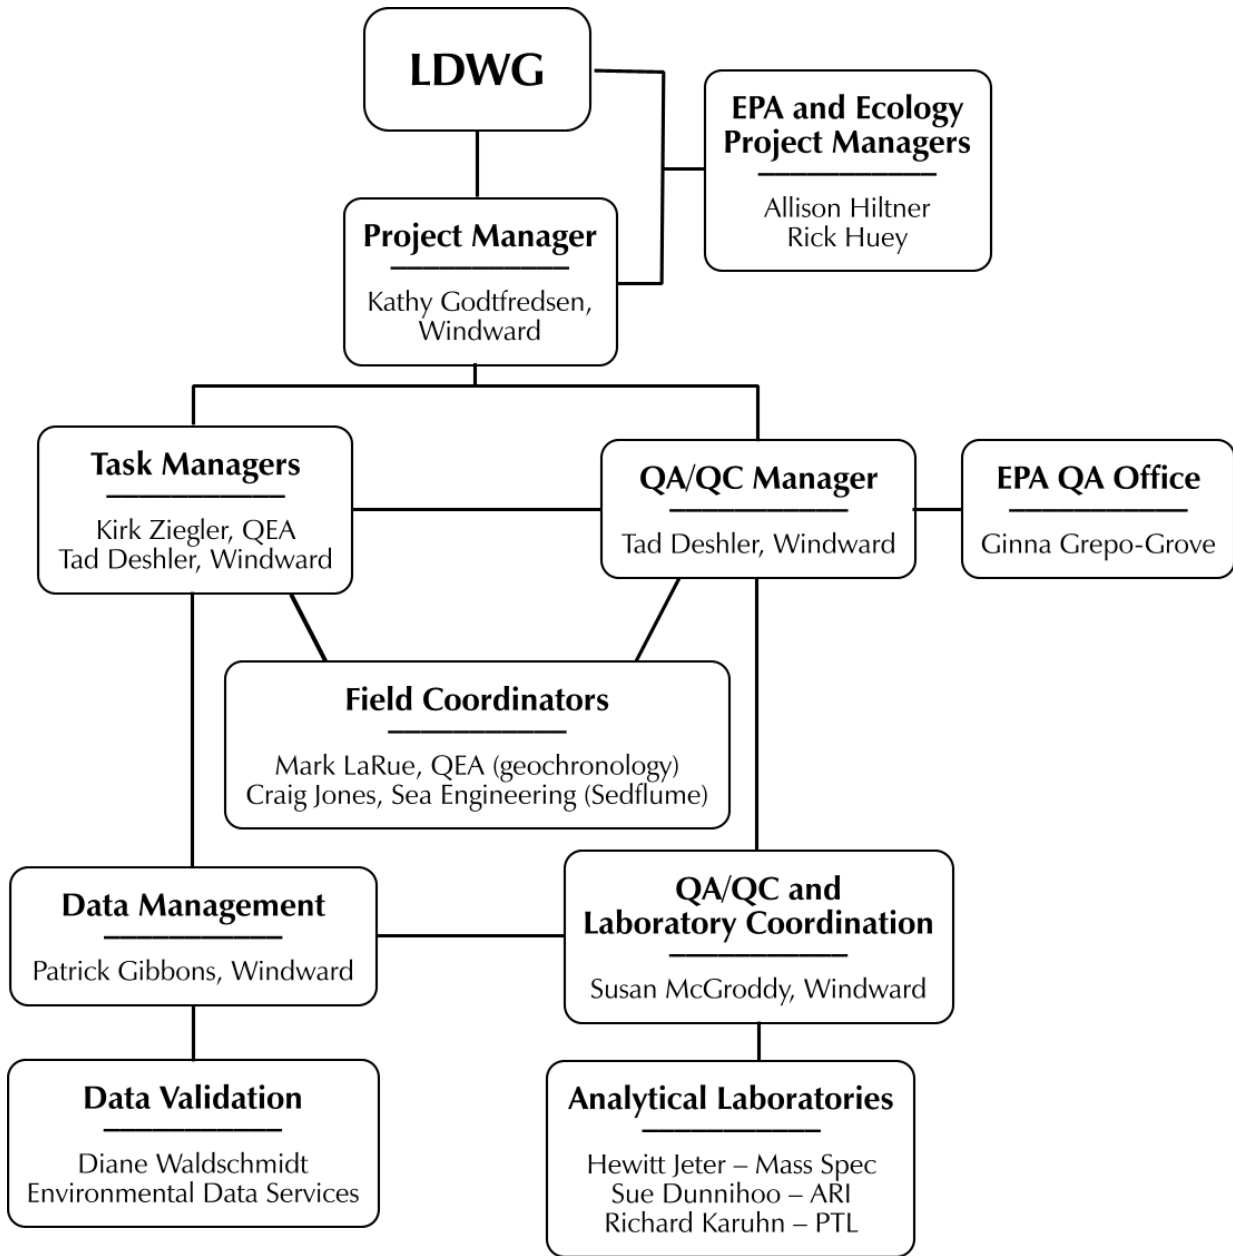 LDWG
EPA and Ecology
Project Managers
Allison Hiltner
Rick Huey
Project Manager
Kathy Godtfredsen,
Windward
Task Managers
Kirk Ziegler, QEA
Tad Deshler, Windward
QA/QC Manager
Tad Deshler, Windward
EPA QA Office
Ginna Grepo-Grove
Field Coordinators
Mark LaRue, QEA (geochronology)
Craig Jones, Sea Engineering (Sedflume)
Data Management
Patrick Gibbons, Windward
QA/QC and
Laboratory Coordination
Susan McGroddy, Windward
Data Validation
Diane Waldschmidt
Environmental Data Services
Analytical Laboratories
Hewitt Jeter – Mass Spec
Sue Dunnihoo – ARI
Richard Karuhn – PTL